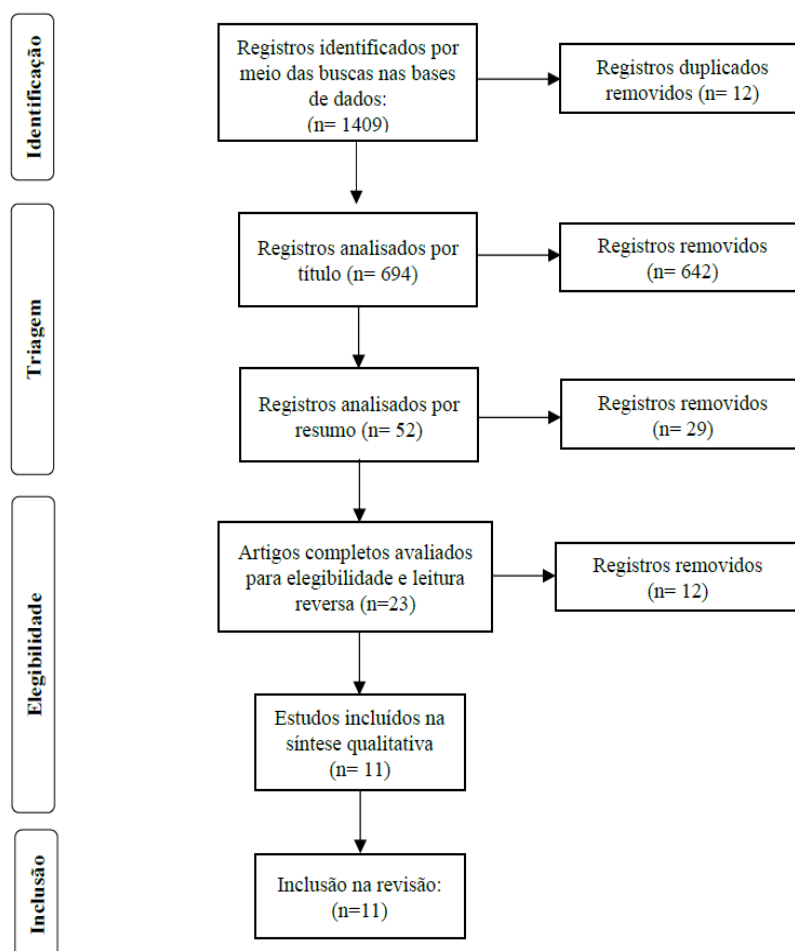 Identificação
Registros identificados por
meio das buscas nas bases
de dados:
(n= 1409)
Registros duplicados
removidos (n= 12)
Triagem
Registros analisados por
título (n= 694)
Registros removidos
(n= 642)
Registros analisados por
resumo (n= 52)
Registros removidos
(n= 29)
Elegibilidade
Artigos completos avaliados
para elegibilidade e leitura
reversa (n=23)
Registros removidos
(n= 12)
Estudos incluídos na
síntese qualitativa
(n= 11)
Inclusão
Inclusão na revisão:
(n=11)